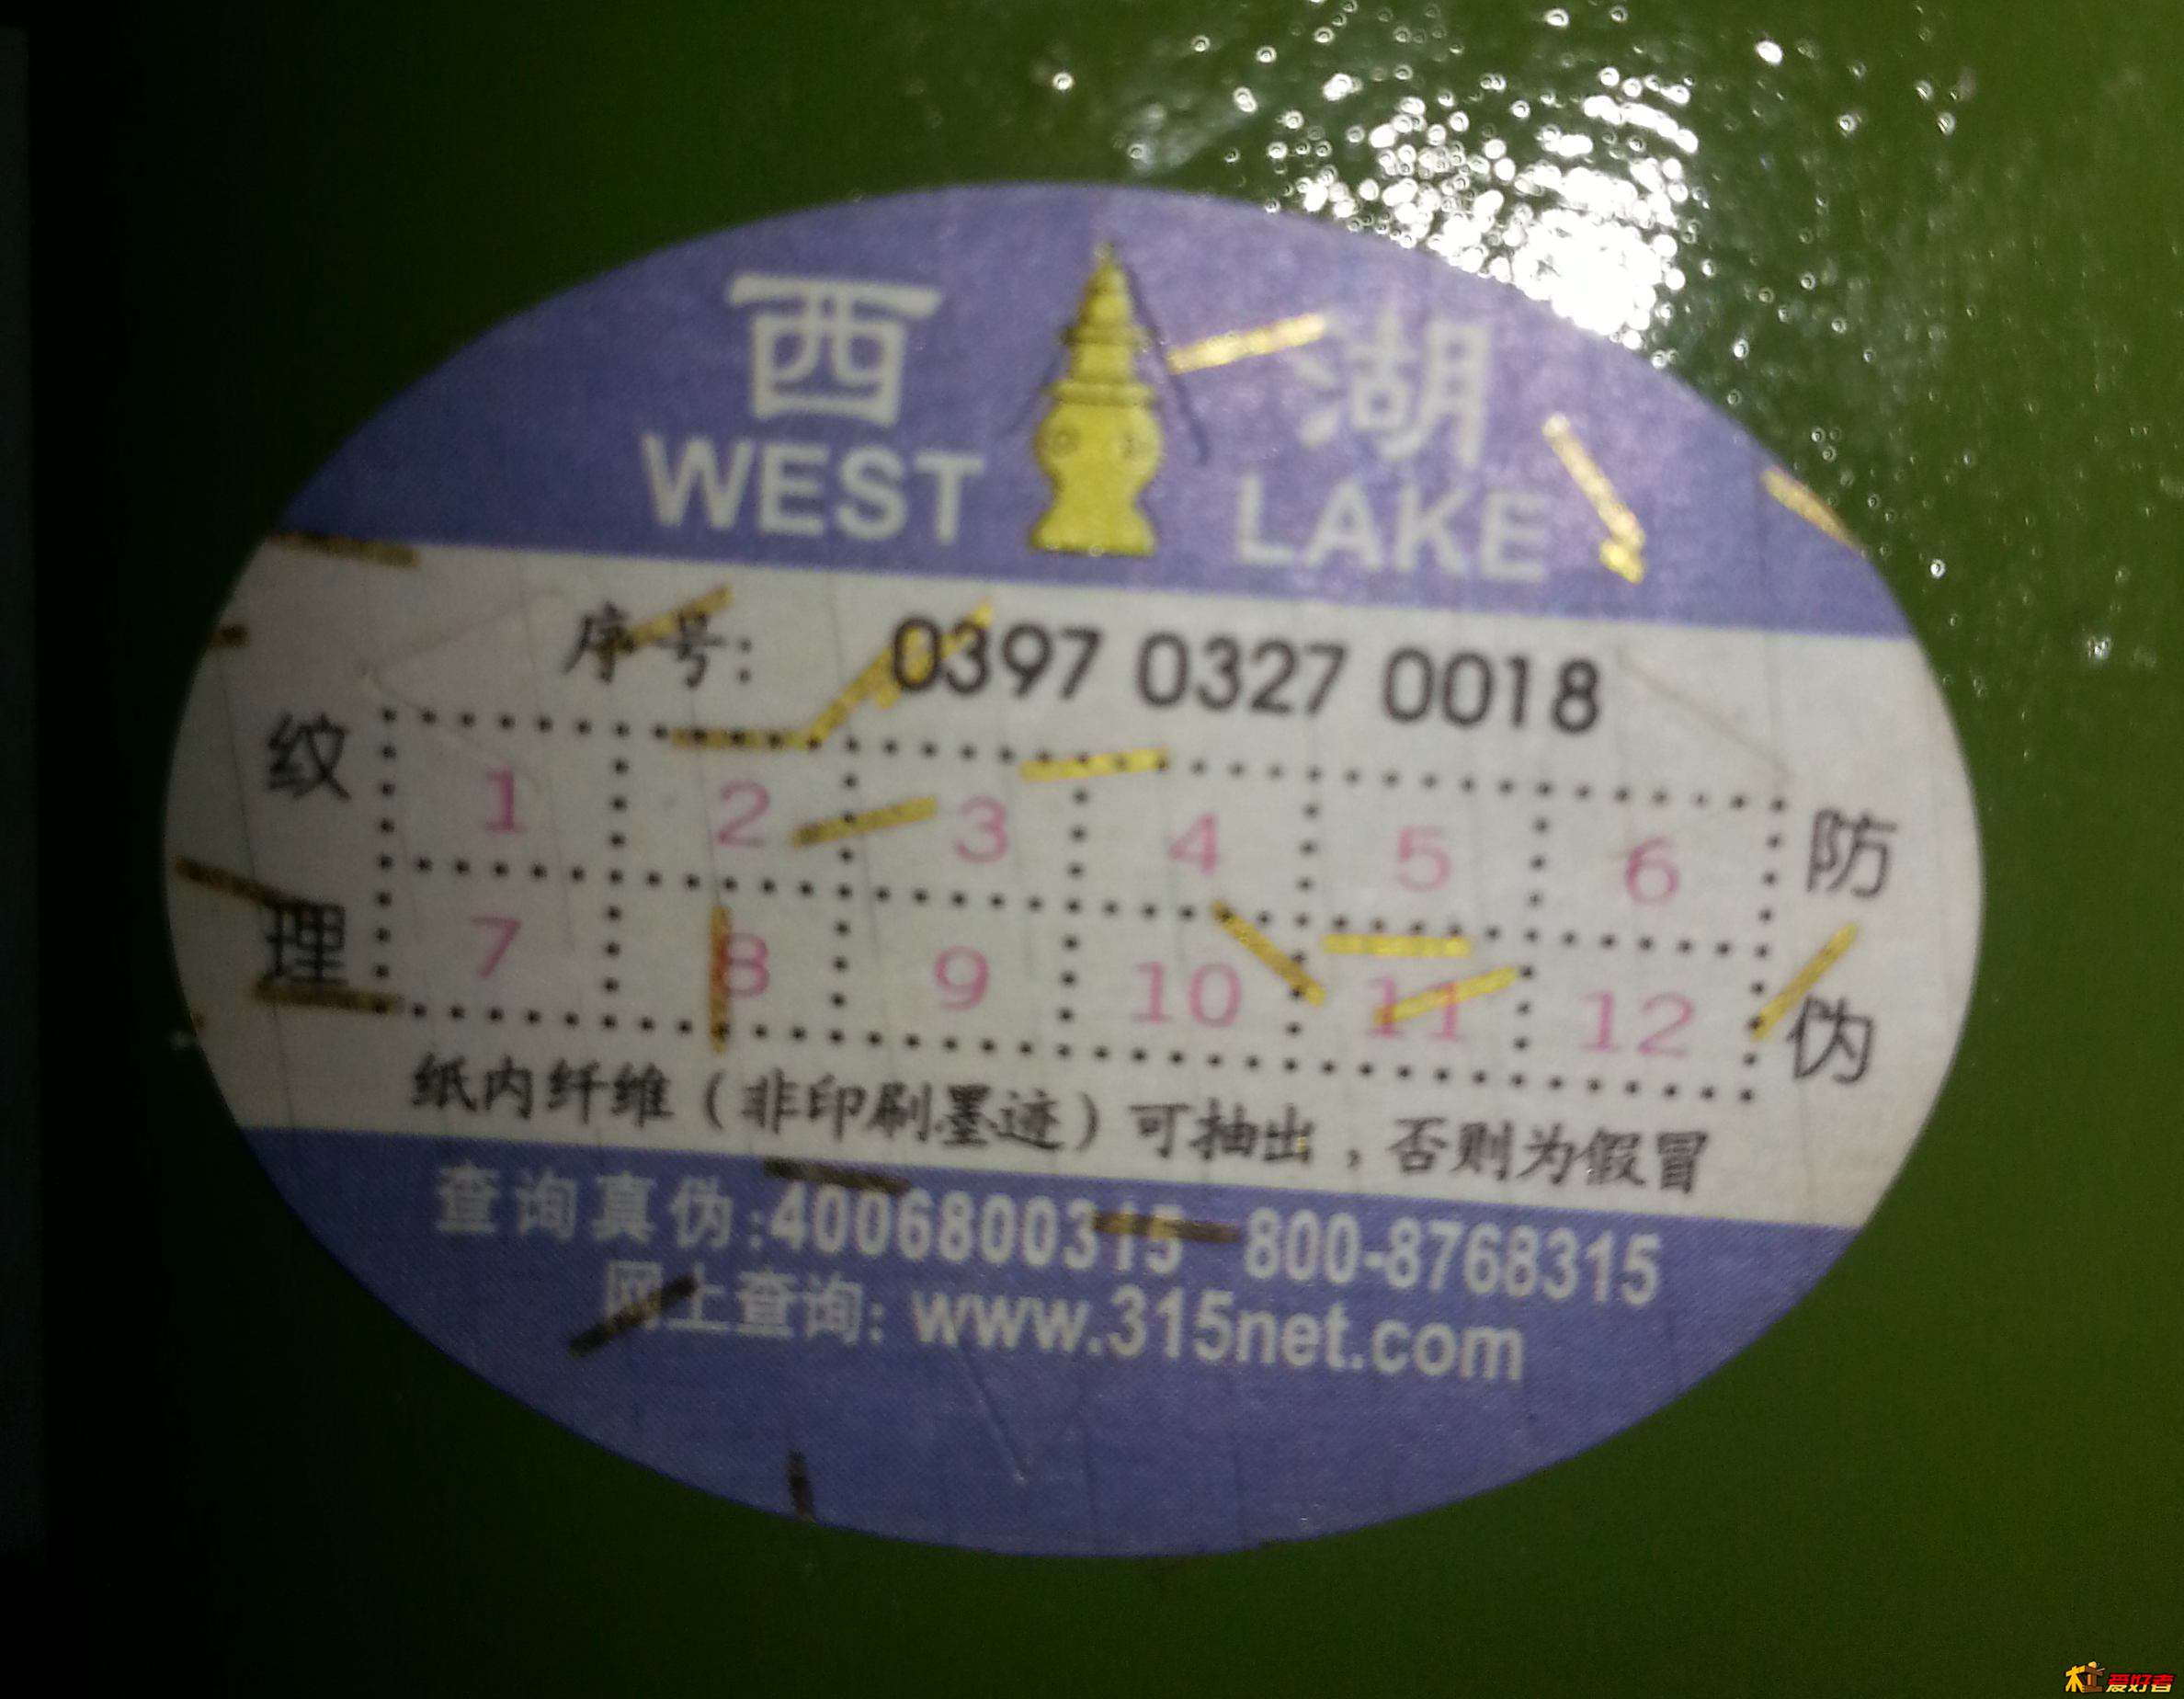 西 湖
WEST LAKE
序号: 0397 0327 0018
纹 1 2 3 4 5 6 防
理 7 8 9 10 11 12 伪
纸内纤维（非印刷墨迹）可抽出，否则为假冒
查询真伪:4006800315 800-8768315
网上查询: www.315net.com
爱好者